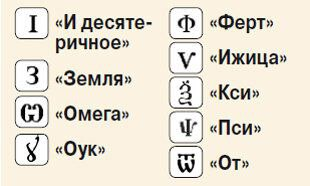 І «И десяте-
ричное»
З «Земля»
Ѡ «Омега»
Ꙋ «Оук»
Ф «Ферт»
Ѵ «Ижица»
Ѯ «Кси»
Ѱ «Пси»
Ѿ «От»